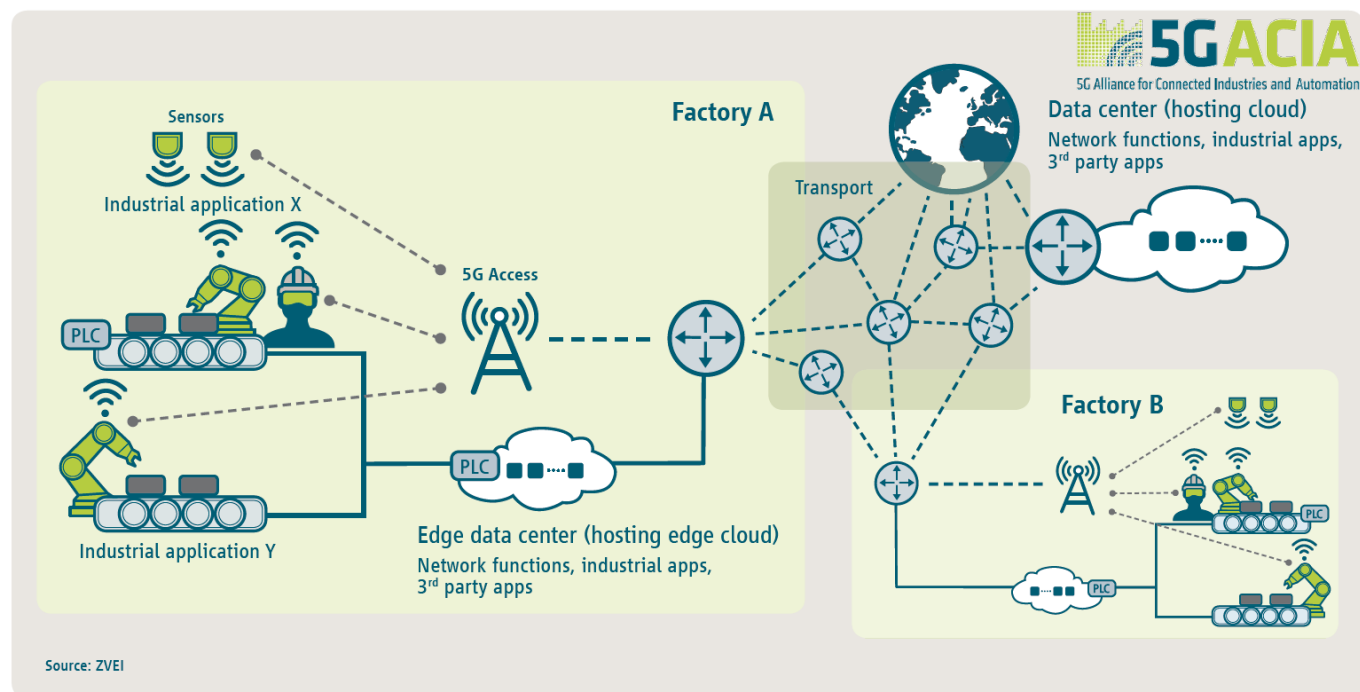 5GACIA
5G Alliance for Connected Industries and Automation
Data center (hosting cloud)
Network functions, industrial apps,
3rd party apps
Factory A
Sensors
Industrial application X
PLC
5G Access
Transport
Industrial application Y
PLC
Edge data center (hosting edge cloud)
Network functions, industrial apps,
3rd party apps
Factory B
PLC
PLC
Source: ZVEI